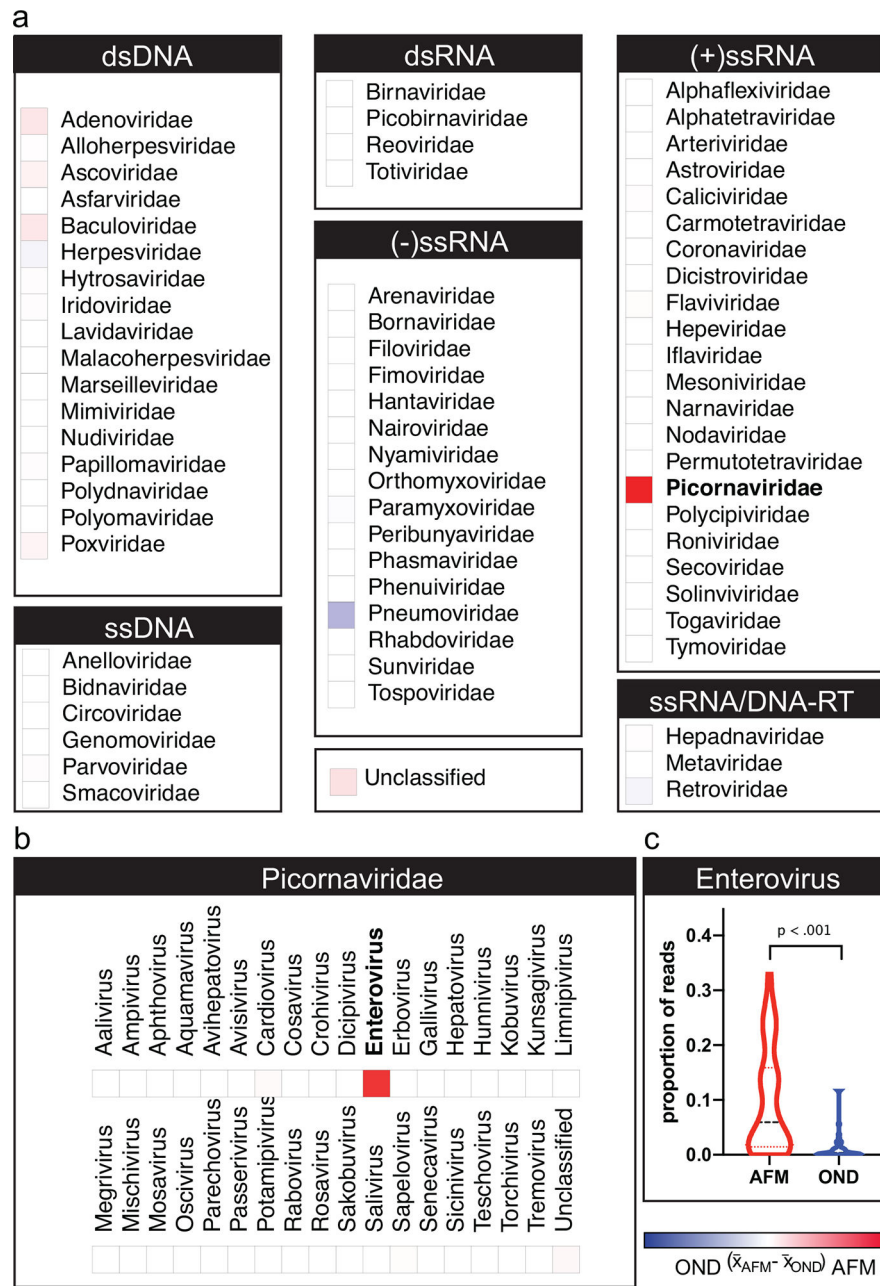 a
dsDNA
Adenoviridae
Alloherpesviridae
Ascoviridae
Asfarviridae
Baculoviridae
Herpesviridae
Hytrosaviridae
Iridoviridae
Lavidaviridae
Malacoherpesviridae
Marseilleviridae
Mimiviridae
Nudiviridae
Papillomaviridae
Polydnaviridae
Polyomaviridae
Poxviridae
ssDNA
Anelloviridae
Bidnaviridae
Circoviridae
Genomoviridae
Parvoviridae
Smacoviridae
dsRNA
Birnaviridae
Picobirnaviridae
Reoviridae
Totiviridae
(-)ssRNA
Arenaviridae
Bornaviridae
Filoviridae
Fimoviridae
Hantaviridae
Nairoviridae
Nyamiviridae
Orthomyxoviridae
Paramyxoviridae
Peribunyaviridae
Phasmaviridae
Phenuiviridae
Pneumoviridae
Rhabdoviridae
Sunviridae
Tospoviridae
Unclassified
(+)ssRNA
Alphaflexiviridae
Alphatetraviridae
Arteriviridae
Astroviridae
Caliciviridae
Carmotetraviridae
Coronaviridae
Dicistroviridae
Flaviviridae
Hepeviridae
Iflaviridae
Mesoniviridae
Narnaviridae
Nodaviridae
Permutotetraviridae
Picornaviridae
Polycipiviridae
Roniviridae
Secoviridae
Solinviviridae
Togaviridae
Tymoviridae
ssRNA/DNA-RT
Hepadnaviridae
Metaviridae
Retroviridae
b
Picornaviridae
Aalivirus
Ampivirus
Aphthovirus
Aquamavirus
Avihepatovirus
Avisivirus
Cardiovirus
Cosavirus
Crohivirus
Dicipivirus
Enterovirus
Erbovirus
Gallivirus
Hepatovirus
Hunnivirus
Kobuvirus
Kunsagivirus
Limnipivirus
Megrivirus
Mischivirus
Mosavirus
Oscivirus
Parechovirus
Passerivirus
Potamipivirus
Rabovirus
Rosavirus
Sakobuvirus
Salivirus
Sapelovirus
Senecavirus
Sicinivirus
Teschovirus
Torchivirus
Tremovirus
Unclassified
c
Enterovirus
proportion of reads
0.4
0.3
0.2
0.1
0.0
p < .001
AFM OND
OND (x̄AFM- x̄OND) AFM